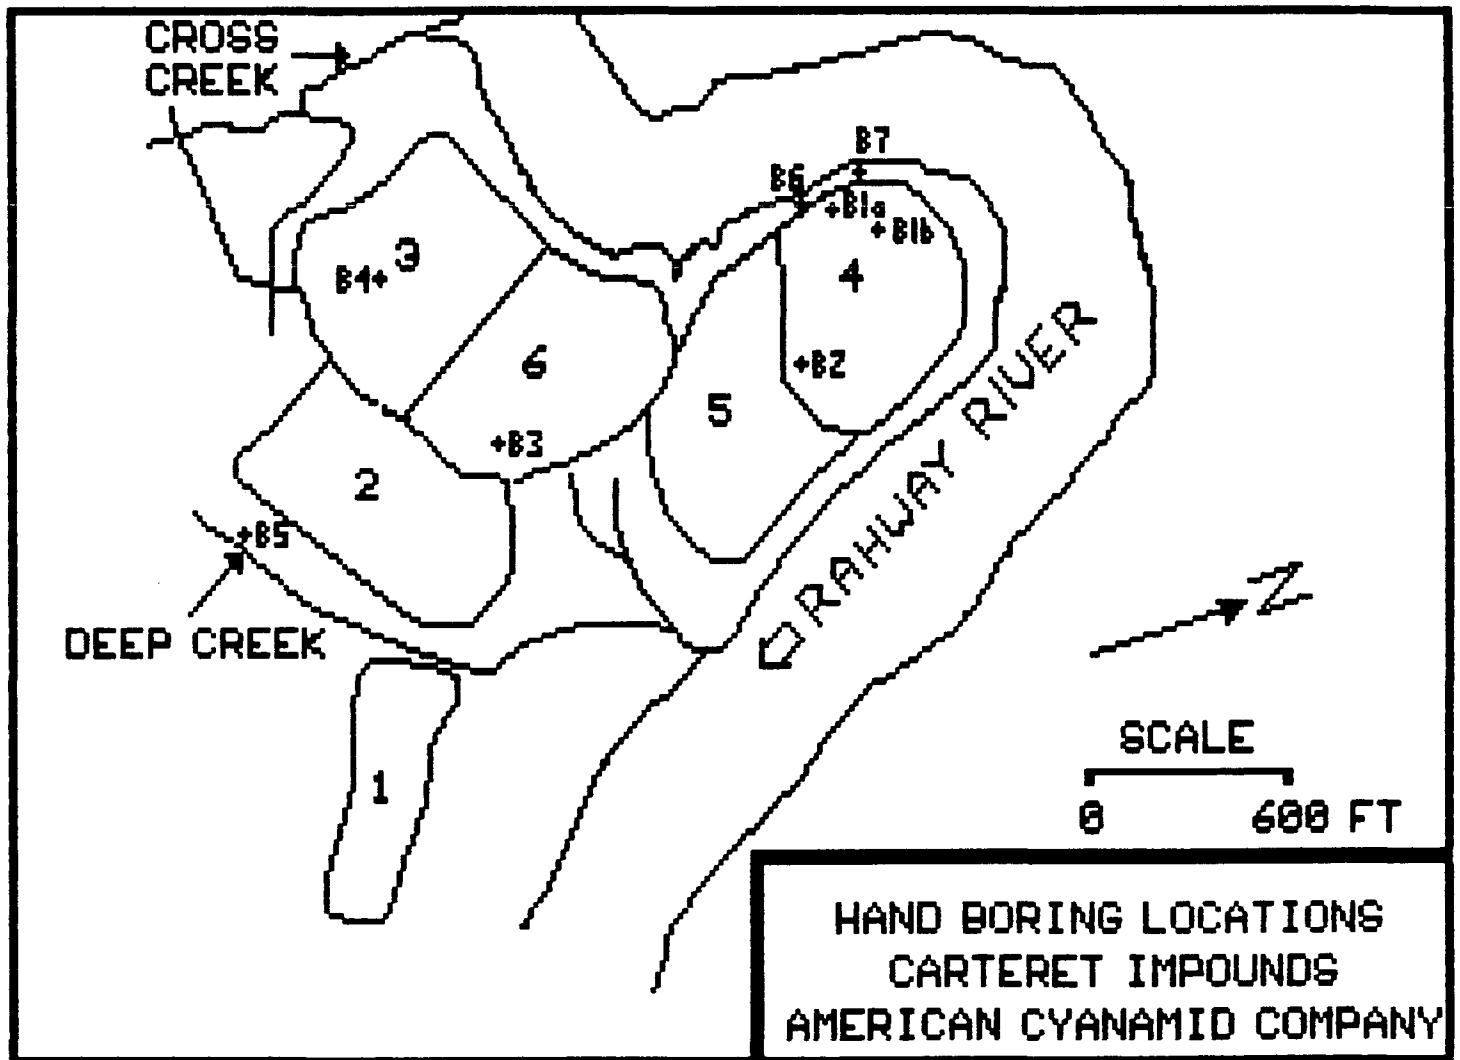 CROSS
CREEK
B7
B6
+B1a
+B1b
3
B4+
4
6
+B2
5
+B3
2
+B5
RAHWAY RIVER
N
DEEP CREEK
SCALE
1
0 600 FT
HAND BORING LOCATIONS
CARTERET IMPOUNDS
AMERICAN CYANAMID COMPANY